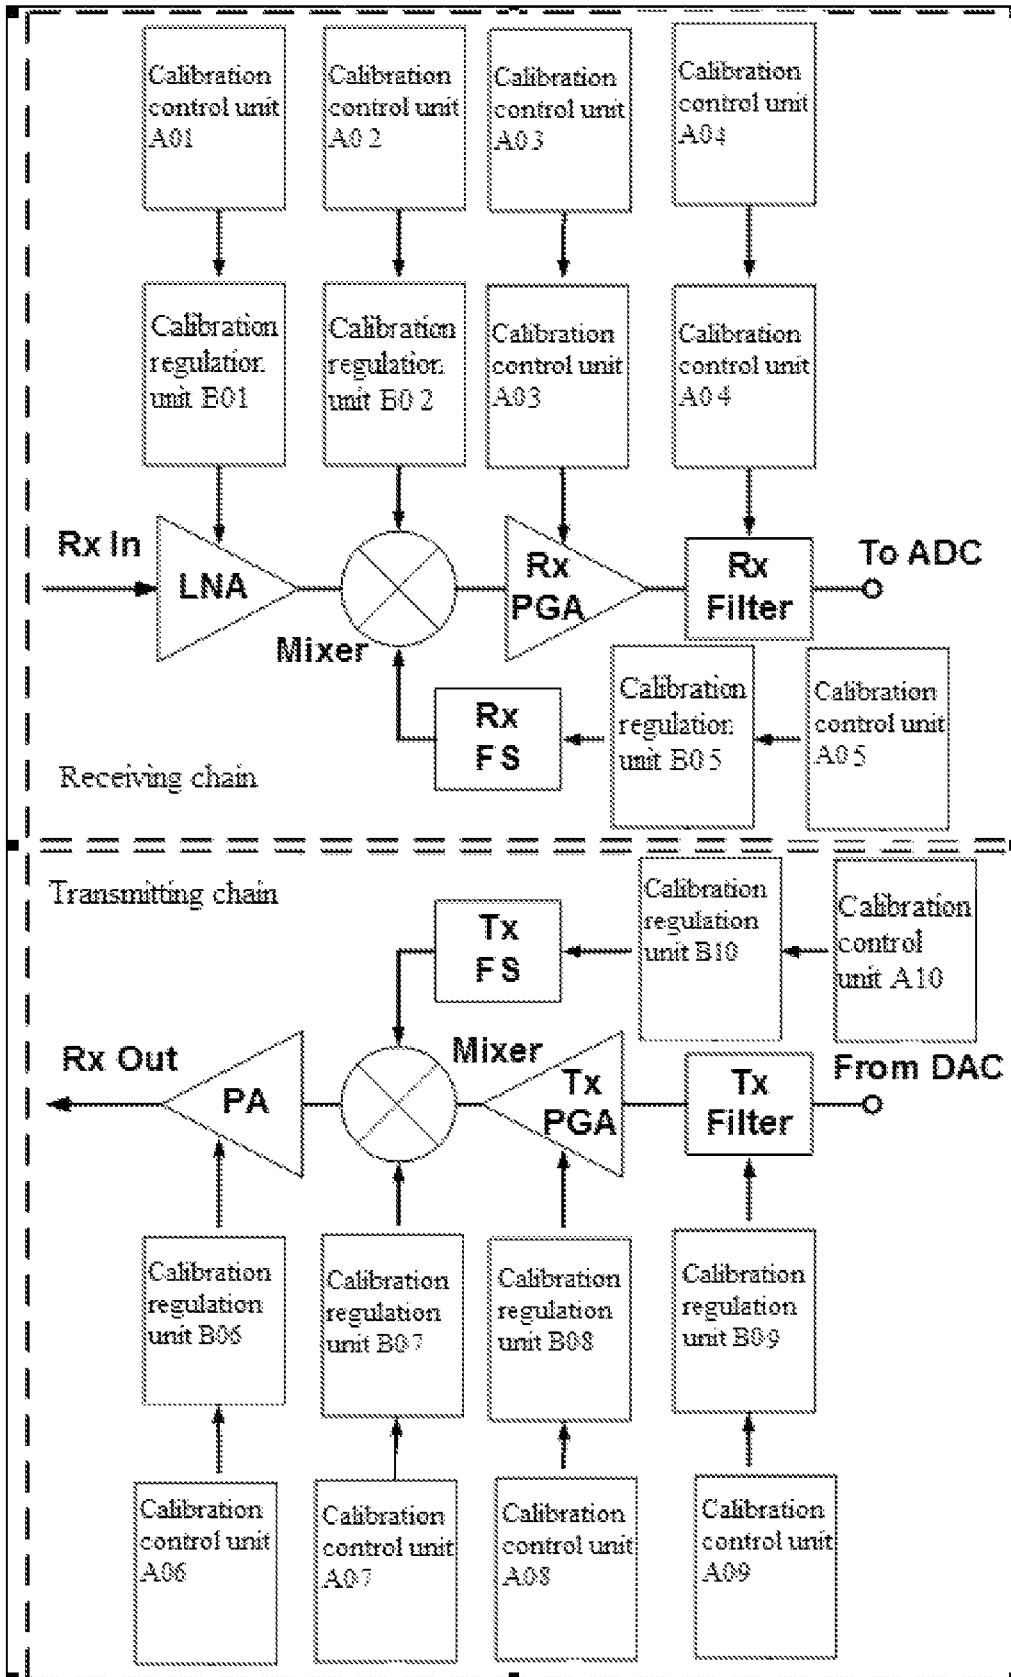 Calibration
control unit
A01
Calibration
control unit
A02
Calibration
control unit
A03
Calibration
control unit
A04
Calibration
regulation
unit B01
Calibration
regulation
unit B02
Calibration
control unit
A03
Calibration
control unit
A04
Rx In
LNA
Mixer
Rx
PGA
Rx
Filter
To ADC
Rx
FS
Calibration
regulation
unit B05
Calibration
control unit
A05
Receiving chain
Transmitting chain
Tx
FS
Calibration
regulation
unit B10
Calibration
control
unit A10
Rx Out
PA
Mixer
Tx
PGA
Tx
Filter
From DAC
Calibration
regulation
unit B06
Calibration
regulation
unit B07
Calibration
regulation
unit B08
Calibration
regulation
unit B09
Calibration
control unit
A06
Calibration
control unit
A07
Calibration
control unit
A08
Calibration
control unit
A09